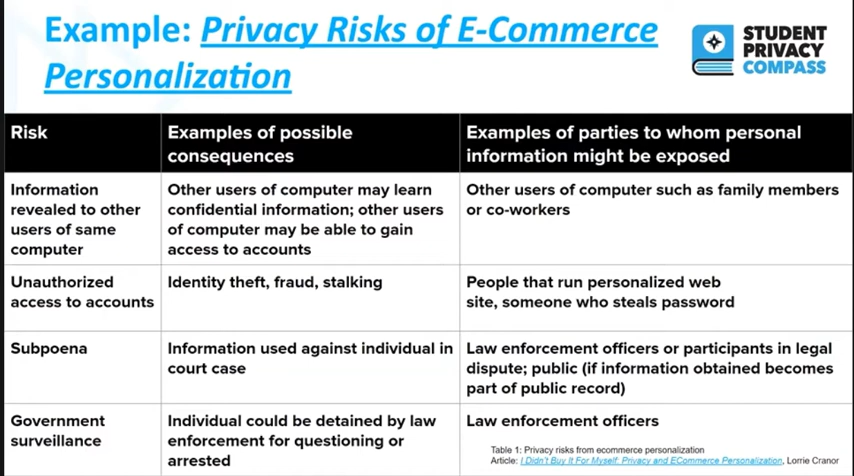 Example: Privacy Risks of E-Commerce
Personalization
STUDENT
PRIVACY
COMPASS
Risk
Examples of possible
consequences
Examples of parties to whom personal
information might be exposed
Information
revealed to other
users of same
computer
Other users of computer may learn
confidential information; other users
of computer may be able to gain
access to accounts
Other users of computer such as family members
or co-workers
Unauthorized
access to accounts
Identity theft, fraud, stalking
People that run personalized web
site, someone who steals password
Subpoena
Information used against individual in
court case
Law enforcement officers or participants in legal
dispute; public (if information obtained becomes
part of public record)
Government
surveillance
Individual could be detained by law
enforcement for questioning or
arrested
Law enforcement officers
Table 1: Privacy risks from ecommerce personalization
Article: I Didn't Buy It For Myself: Privacy and ECommerce Personalization, Lorrie Cranor